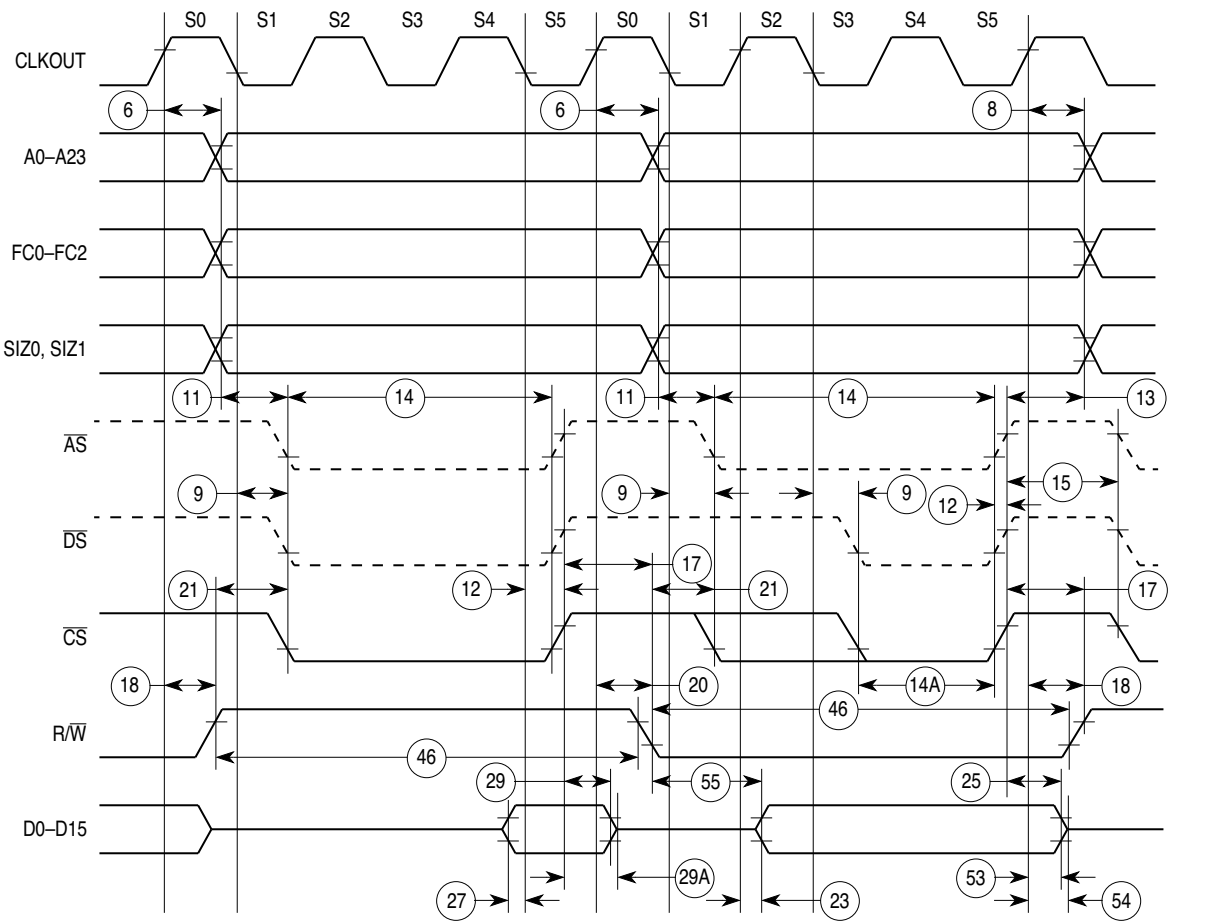 S0 S1 S2 S3 S4 S5 S0 S1 S2 S3 S4 S5
CLKOUT
6 6 8
A0–A23
FC0–FC2
SIZ0, SIZ1
11 14 11 14 13
AS
9 9 9 12 15
DS
21 12 17 21 17
CS
18 20 14A 18
R/W
46 46
29 55 25
D0–D15
27 29A 23 53 54